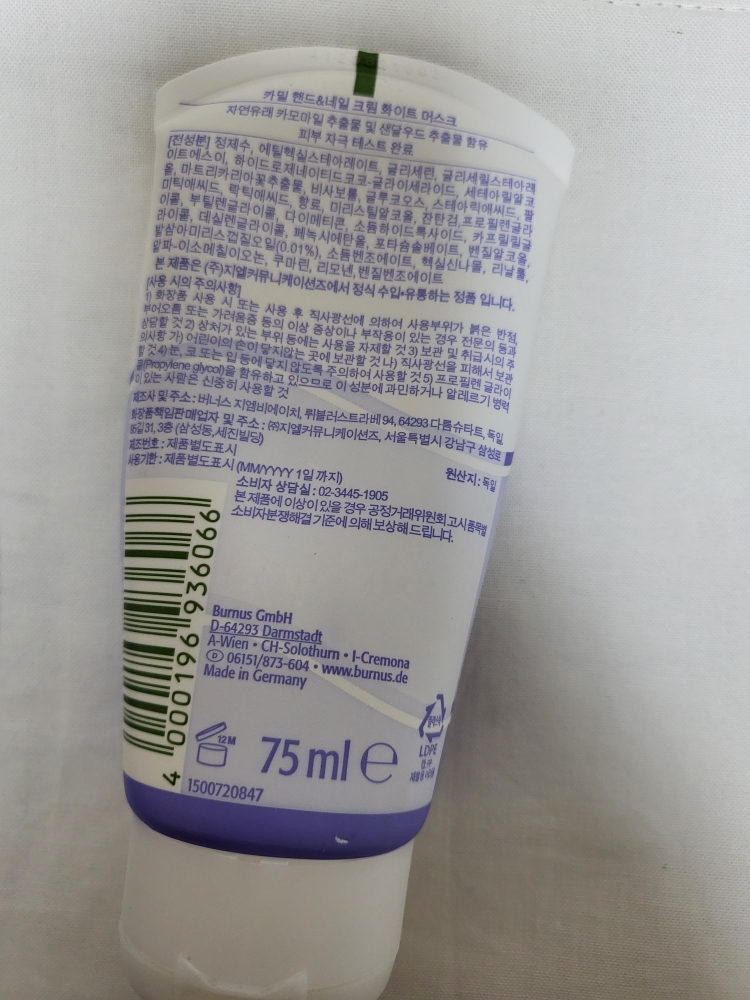 카밀 핸드&네일 크림 화이트 머스크
자연유래 카모마일 추출물 및 샌달우드 추출물 함유
피부 자극 테스트 완료
[전성분] 정제수, 에틸헥실스테아레이트, 글리세린, 글리세릴스테아레
이트에스이, 하이드로제네이티드코코-글라이세라이드, 세테아릴알코
올, 마트리카리아꽃추출물, 비사보롤, 글루코오스, 스테아릭애씨드, 팔
미틱애씨드, 락틱애씨드, 향료, 미리스틸알코올, 잔탄검,프로필렌글라
이콜, 부틸렌글라이콜, 다이메티콘, 소듐하이드록사이드, 카프릴릴글
라이콜, 데실렌글라이콜, 페녹시에탄올, 포타슘솔베이트, 벤질알코올,
발삼아미리스껍질오일(0.01%), 소듐벤조에이트, 헥실신나몰, 리날룰,
알파-이소메칠이오논, 쿠마린, 리모넨,벤질벤조에이트
본 제품은 (주)지엘커뮤니케이션즈에서 정식 수입•유통하는 정품 입니다.
[사용 시의 주의사항]
1) 화장품 사용 시 또는 사용 후 직사광선에 의하여 사용부위가 붉은 반점,
부어오름 또는 가려움증 등의 이상 증상이나 부작용이 있는 경우 전문의 등과
상담할 것 2) 상처가 있는 부위 등에는 사용을 자제할 것 3) 보관 및 취급시의 주
의사항 가) 어린이의 손이 닿지않는 곳에 보관할 것 나) 직사광선을 피해서 보관
할 것 4) 눈, 코 또는 입 등에 닿지 않도록 주의하여 사용할 것 5) 프로필렌 글라이
콜(Propylene glycol)을 함유하고 있으므로 이 성분에 과민하거나 알레르기 병력
이 있는 사람은 신중히 사용할 것
제조사 및 주소 : 버너스 지엠비에이치, 뤼블러스트라베 94, 64293 다름슈타트, 독일
화장품책임판매업자 및 주소 : ㈜지엘커뮤니케이션즈, 서울특별시 강남구 삼성로
95길 31, 3층 (삼성동,세진빌딩)
제조번호 : 제품별도표시
사용기한 : 제품별도표시 (MM/YYYY 1일 까지)
원산지 : 독일
소비자 상담실 : 02-3445-1905
본 제품에 이상이 있을 경우 공정거래위원회 고시 품목별
소비자분쟁해결 기준에 의해 보상해 드립니다.
4 000196 936066
Burnus GmbH
D-64293 Darmstadt
A-Wien • CH-Solothurn • I-Cremona
D 06151/873-604 • www.burnus.de
Made in Germany
12M
75 ml e
LDPE
1500720847